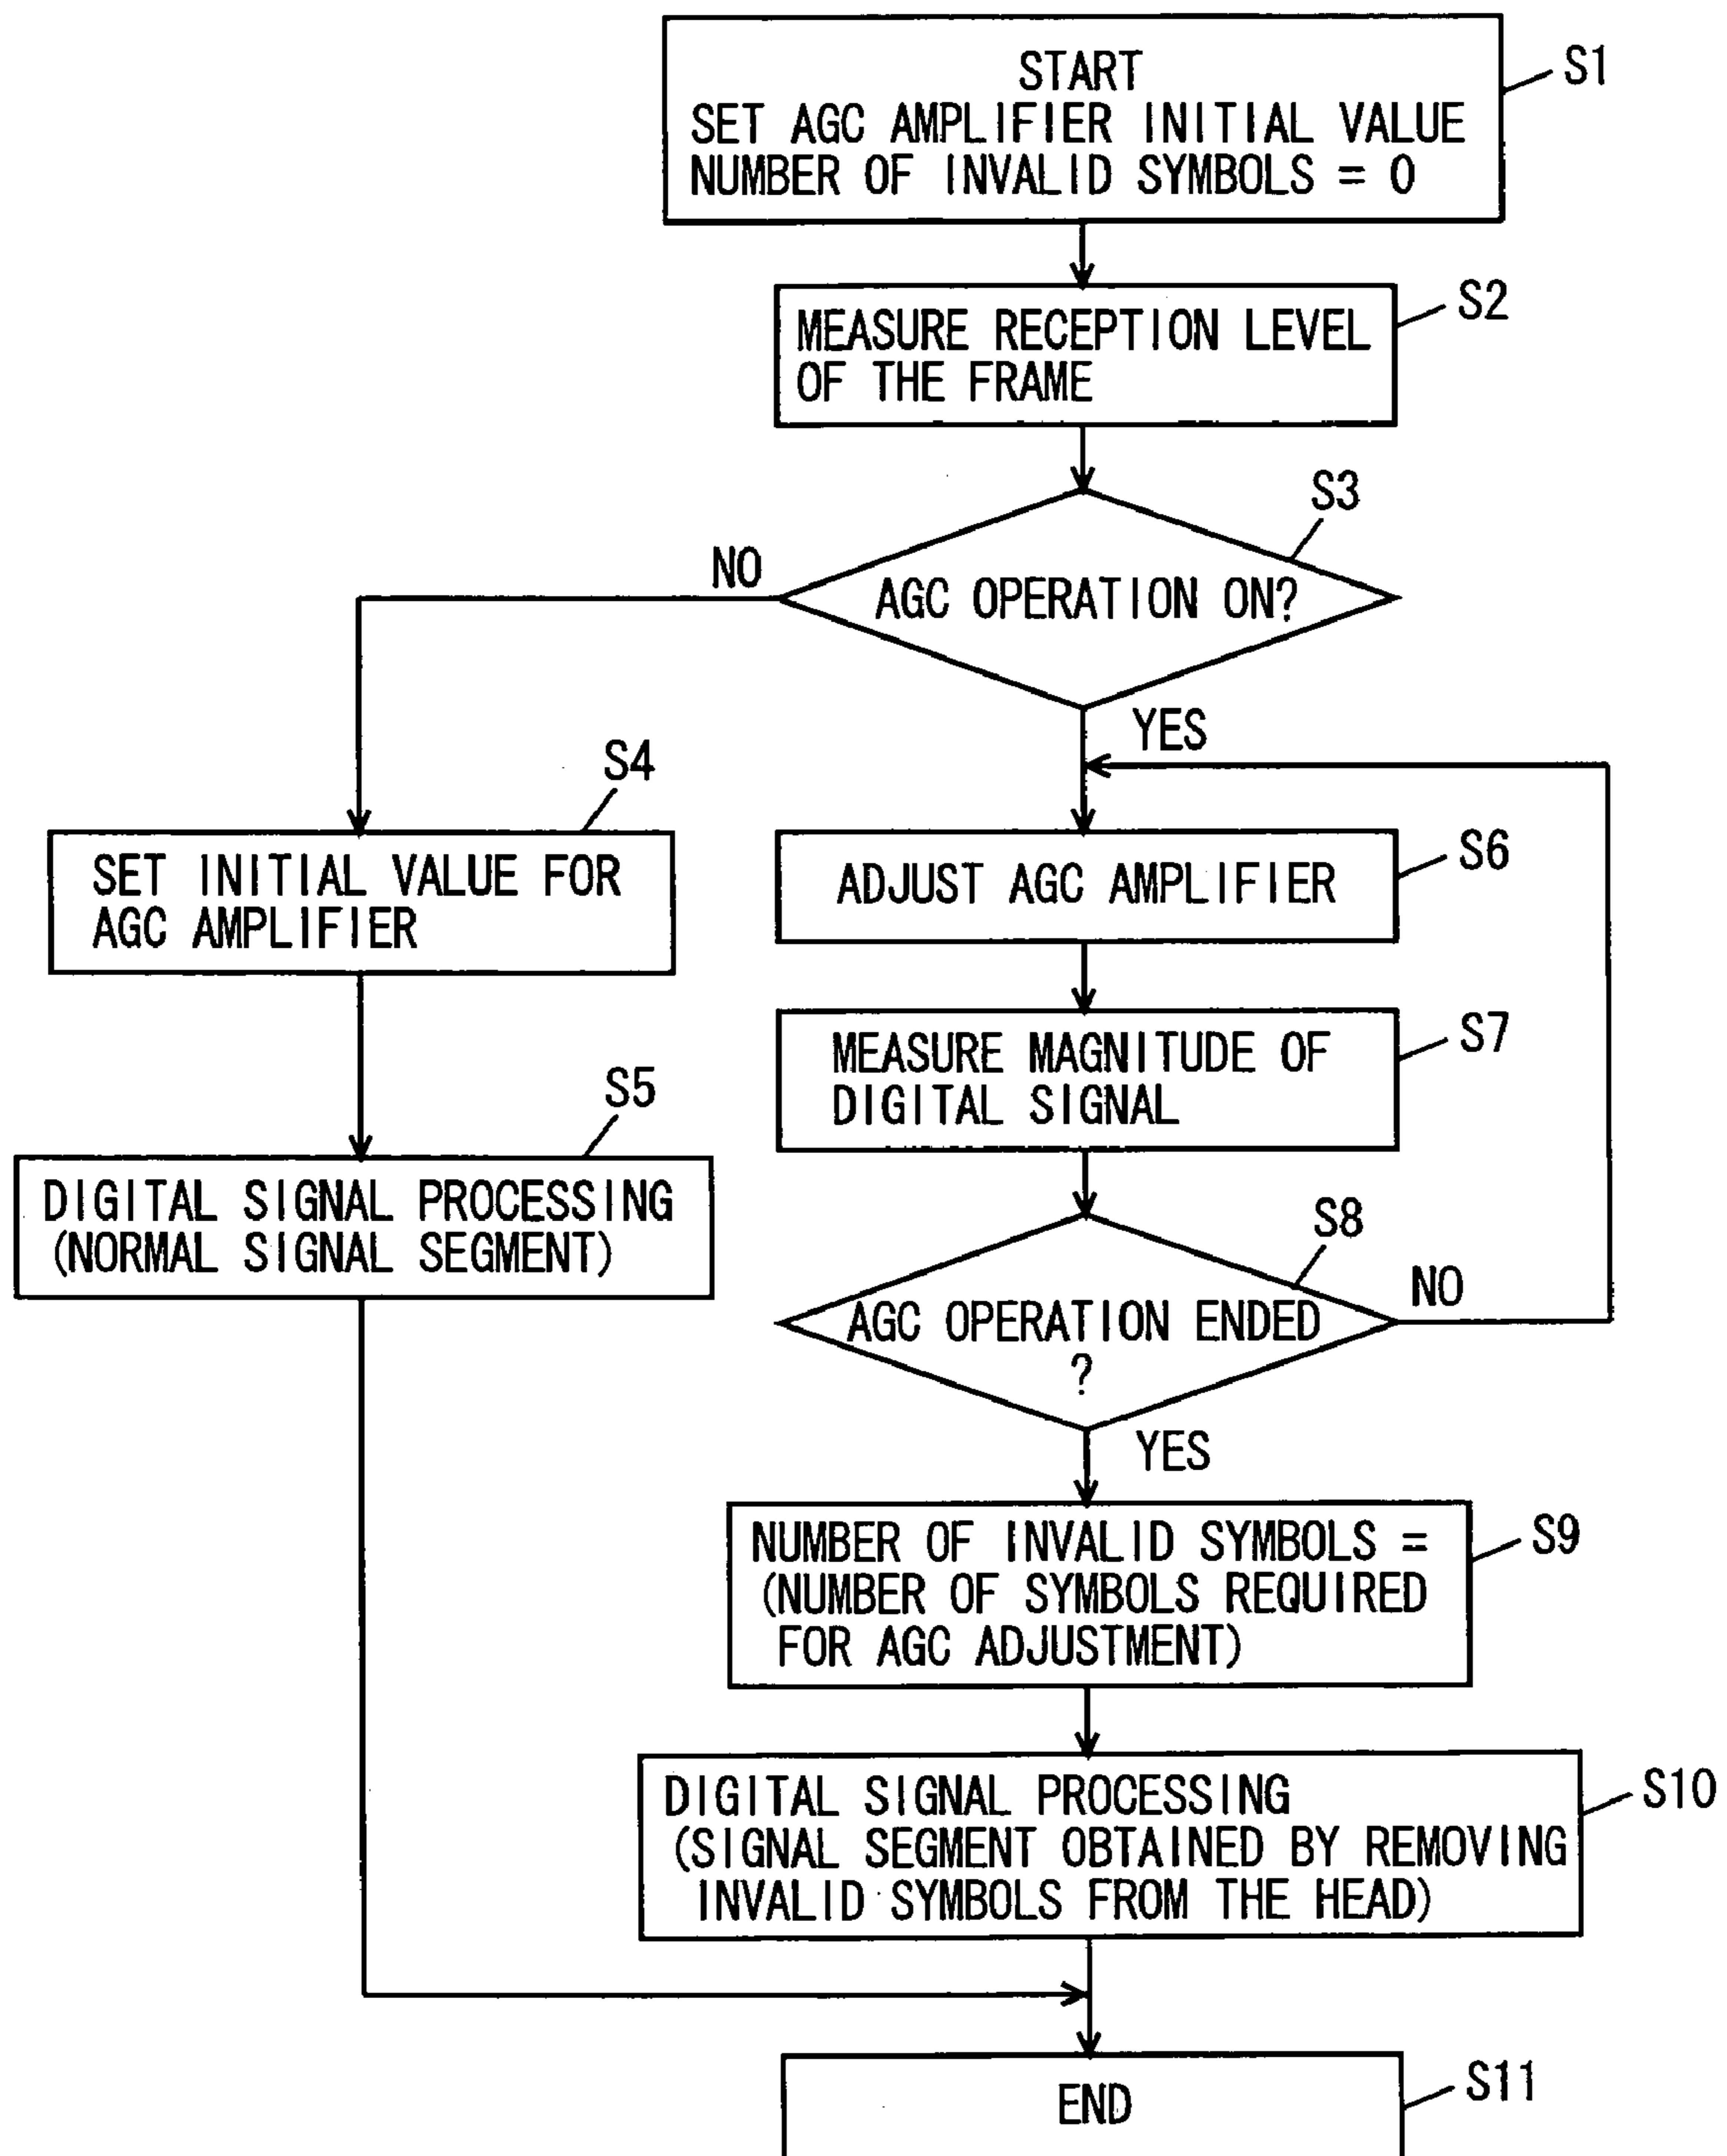 START
SET AGC AMPLIFIER INITIAL VALUE
NUMBER OF INVALID SYMBOLS = 0
S1
MEASURE RECEPTION LEVEL
OF THE FRAME
S2
AGC OPERATION ON?
S3
NO
YES
SET INITIAL VALUE FOR
AGC AMPLIFIER
S4
DIGITAL SIGNAL PROCESSING
(NORMAL SIGNAL SEGMENT)
S5
ADJUST AGC AMPLIFIER
S6
MEASURE MAGNITUDE OF
DIGITAL SIGNAL
S7
AGC OPERATION ENDED
?
S8
NO
YES
NUMBER OF INVALID SYMBOLS =
(NUMBER OF SYMBOLS REQUIRED
FOR AGC ADJUSTMENT)
S9
DIGITAL SIGNAL PROCESSING
(SIGNAL SEGMENT OBTAINED BY REMOVING
INVALID SYMBOLS FROM THE HEAD)
S10
END
S11